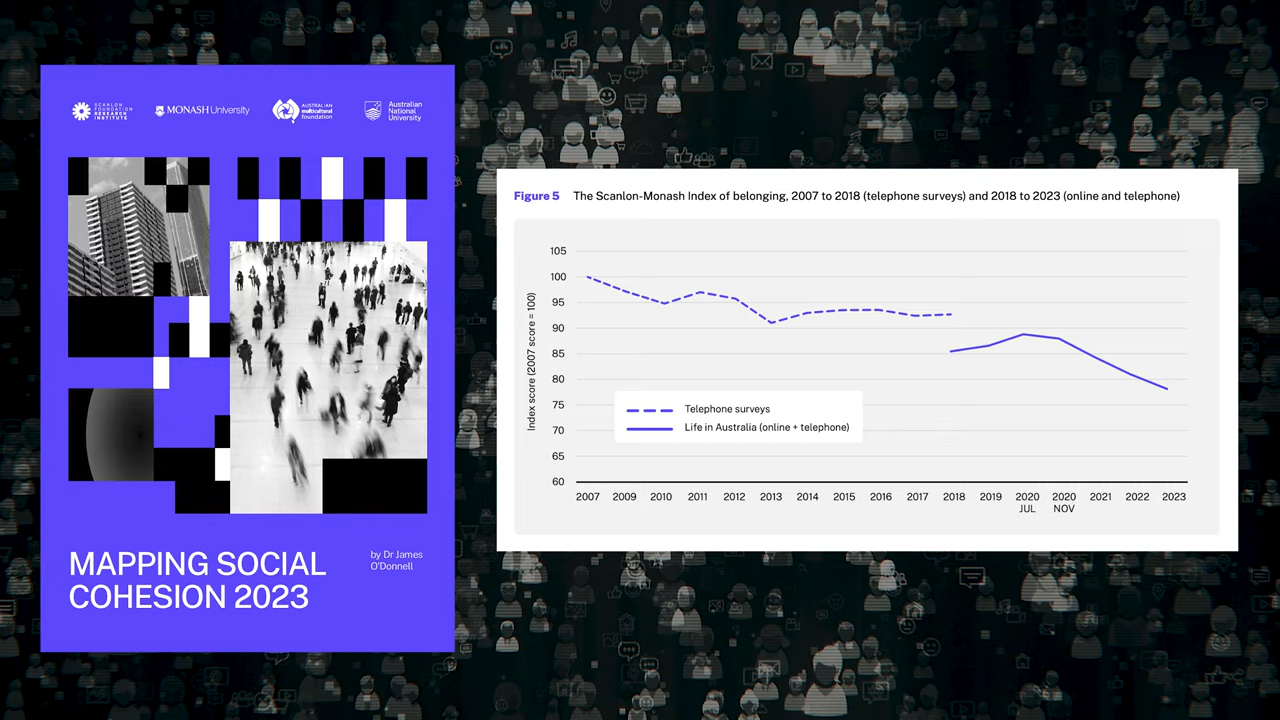 SCANLON
FOUNDATION
RESEARCH
INSTITUTE
MONASH University
AUSTRALIAN
multicultural
foundation
Australian
National
University
MAPPING SOCIAL
COHESION 2023
by Dr James
O'Donnell
Figure 5 The Scanlon-Monash Index of belonging, 2007 to 2018 (telephone surveys) and 2018 to 2023 (online and telephone)
Index score (2007 score = 100)
105
100
95
90
85
80
75
70
65
60
Telephone surveys
Life in Australia (online + telephone)
2007 2009 2010 2011 2012 2013 2014 2015 2016 2017 2018 2019 2020 2020 2021 2022 2023
JUL NOV